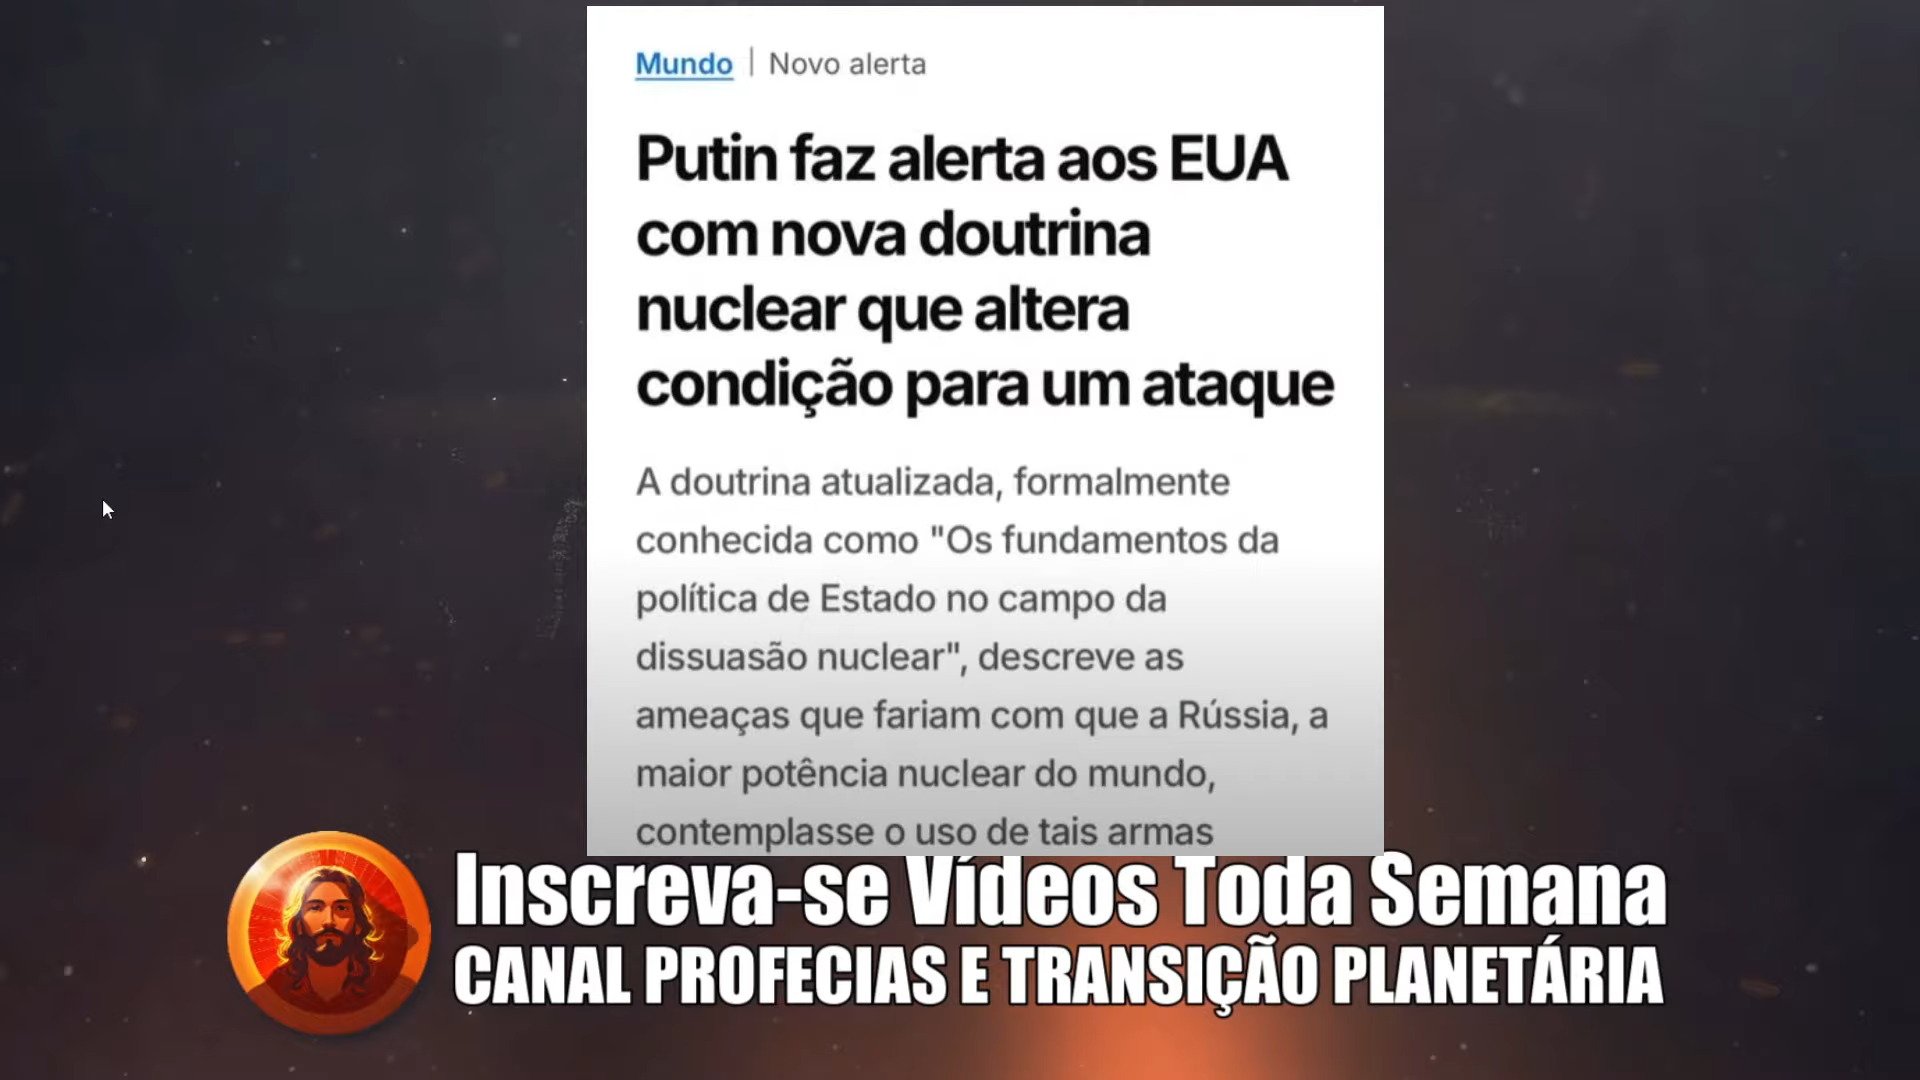 Mundo | Novo alerta
Putin faz alerta aos EUA
com nova doutrina
nuclear que altera
condição para um ataque
A doutrina atualizada, formalmente
conhecida como "Os fundamentos da
política de Estado no campo da
dissuasão nuclear", descreve as
ameaças que fariam com que a Rússia, a
maior potência nuclear do mundo,
contemplasse o uso de tais armas
Inscreva-se Vídeos Toda Semana
CANAL PROFECIAS E TRANSIÇÃO PLANETÁRIA